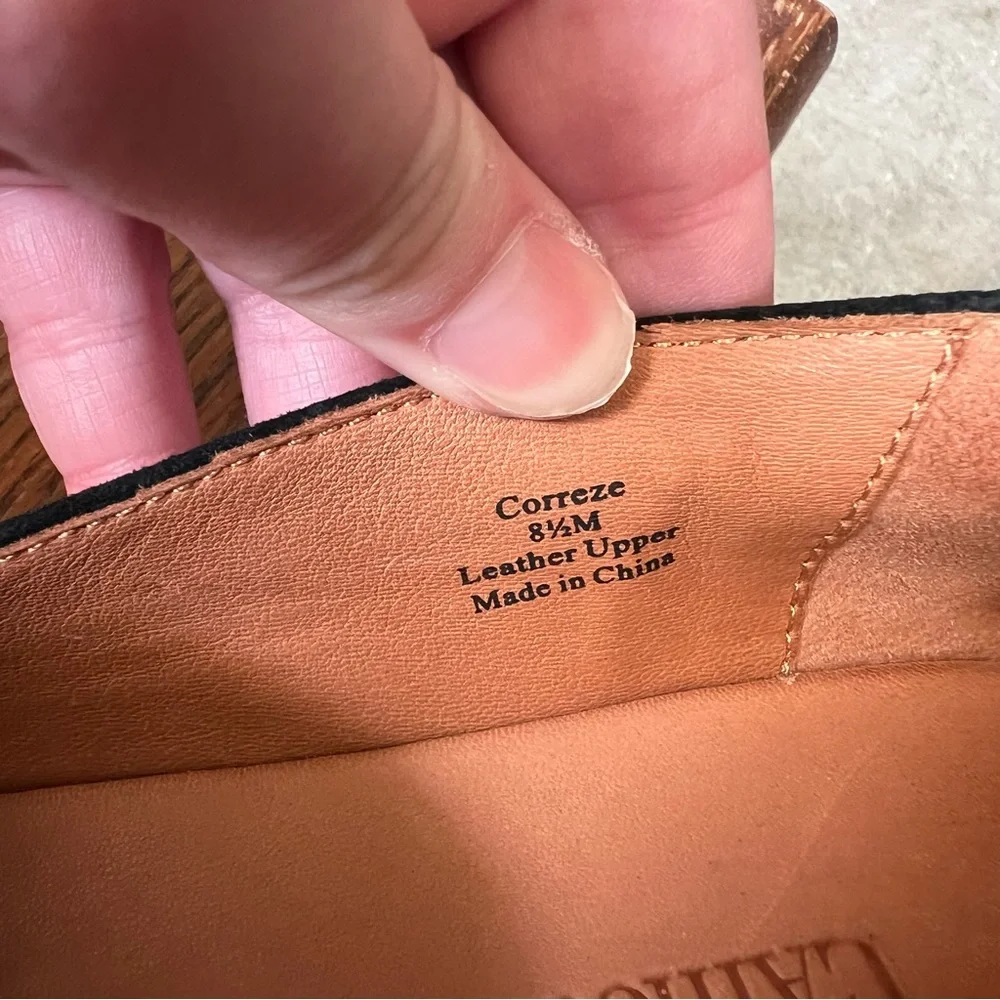 Correze
8½M
Leather Upper
Made in China